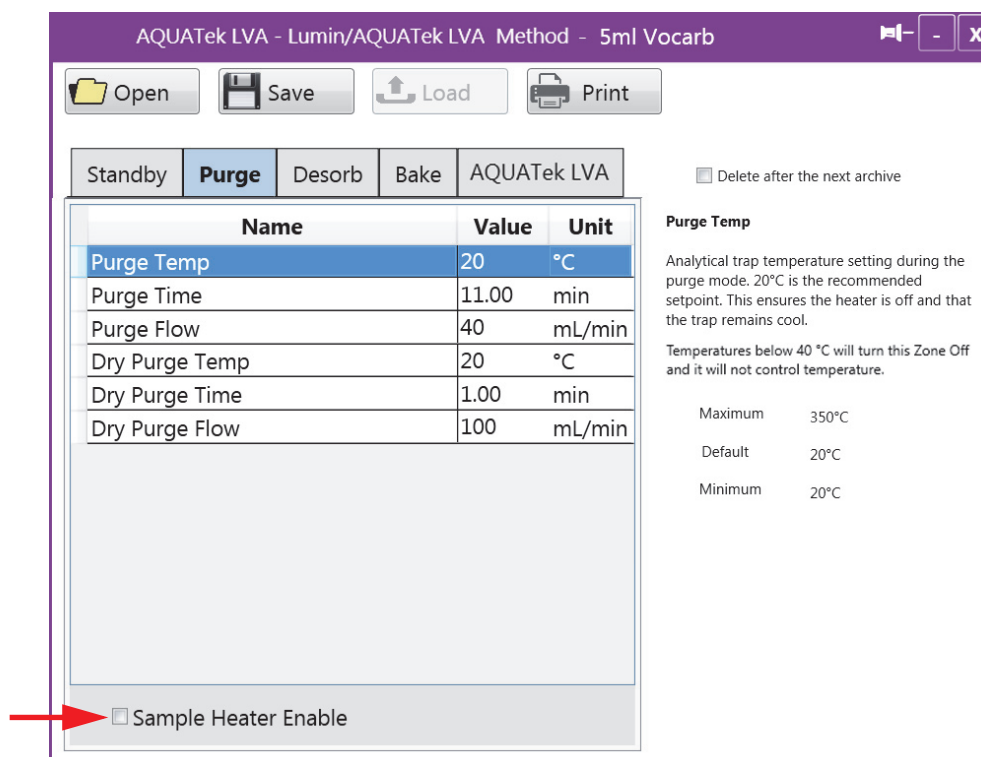 AQUATek LVA - Lumin/AQUATek LVA Method - 5ml Vocarb
- X
Open Save Load Print
Standby Purge Desorb Bake AQUATek LVA
Delete after the next archive
Name Value Unit
Purge Temp 20 °C
Purge Time 11.00 min
Purge Flow 40 mL/min
Dry Purge Temp 20 °C
Dry Purge Time 1.00 min
Dry Purge Flow 100 mL/min
Sample Heater Enable
Purge Temp
Analytical trap temperature setting during the
purge mode. 20°C is the recommended
setpoint. This ensures the heater is off and that
the trap remains cool.
Temperatures below 40 °C will turn this Zone Off
and it will not control temperature.
Maximum 350°C
Default 20°C
Minimum 20°C